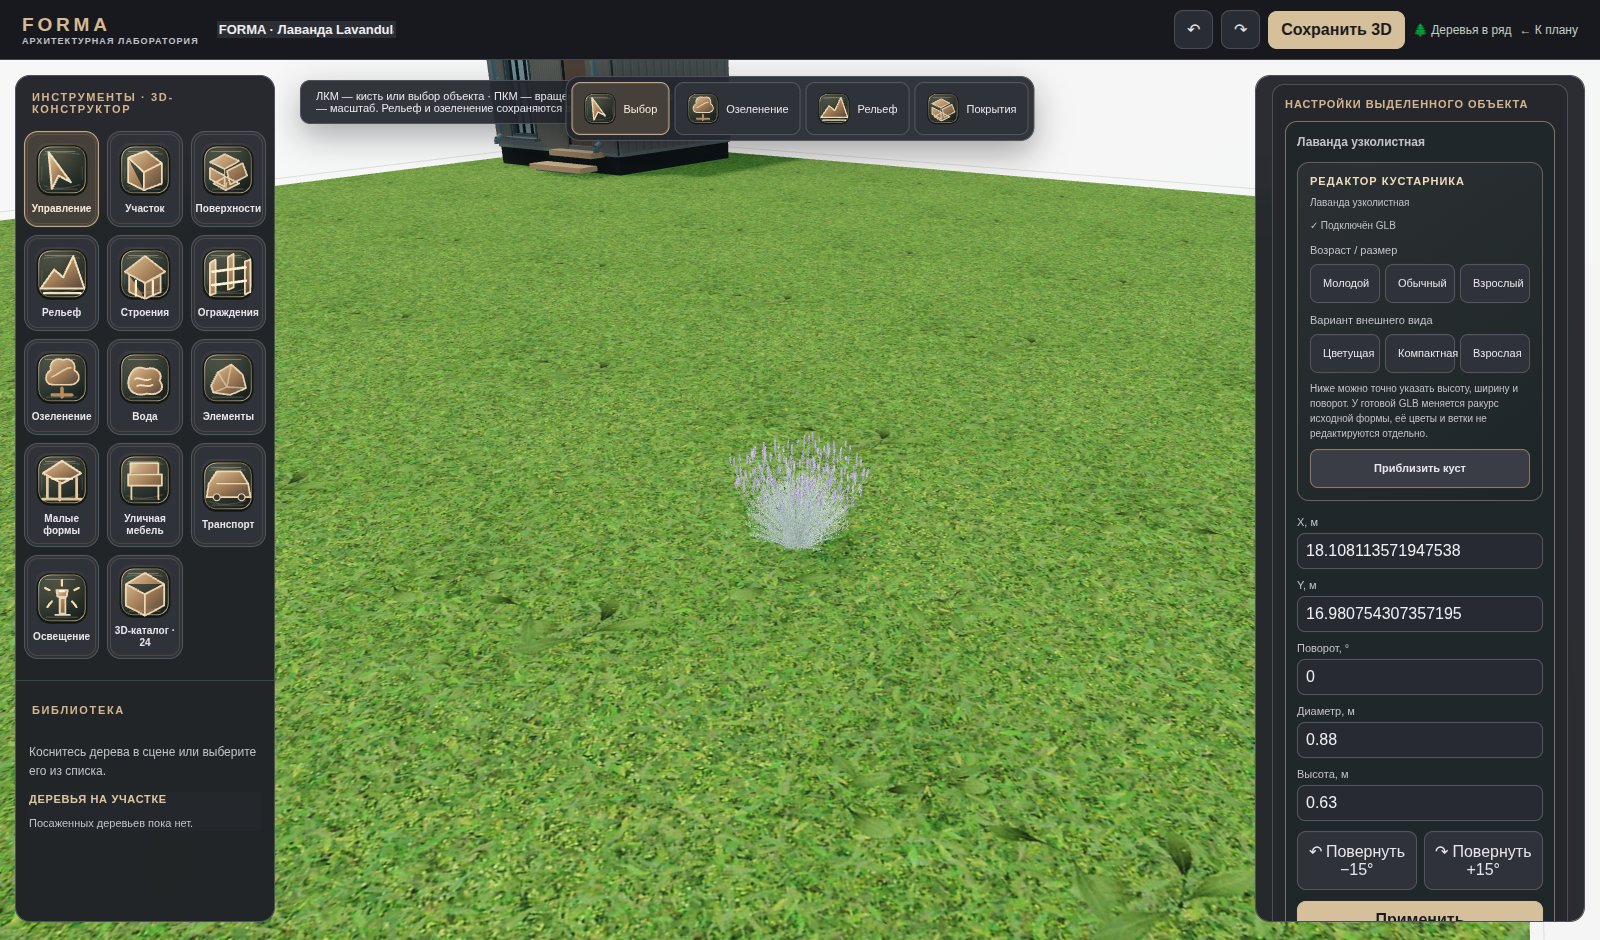 FORMA
АРХИТЕКТУРНАЯ ЛАБОРАТОРИЯ
FORMA · Лаванда Lavandul
↶
↷
Сохранить 3D
🌲 Деревья в ряд
← К плану
ИНСТРУМЕНТЫ · 3D-
КОНСТРУКТОР
Управление
Участок
Поверхности
Рельеф
Строения
Ограждения
Озеленение
Вода
Элементы
Малые
формы
Уличная
мебель
Транспорт
Освещение
3D-каталог ·
24
БИБЛИОТЕКА
Коснитесь дерева в сцене или выберите
его из списка.
ДЕРЕВЬЯ НА УЧАСТКЕ
Посаженных деревьев пока нет.
ЛКМ — кисть или выбор объекта · ПКМ — враще
— масштаб. Рельеф и озеленение сохраняются
Выбор
Озеленение
Рельеф
Покрытия
НАСТРОЙКИ ВЫДЕЛЕННОГО ОБЪЕКТА
Лаванда узколистная
РЕДАКТОР КУСТАРНИКА
Лаванда узколистная
✓ Подключён GLB
Возраст / размер
Молодой
Обычный
Взрослый
Вариант внешнего вида
Цветущая
Компактная
Взрослая
Ниже можно точно указать высоту, ширину и
поворот. У готовой GLB меняется ракурс
исходной формы, её цветы и ветки не
редактируются отдельно.
Приблизить куст
X, м
18.108113571947538
Y, м
16.980754307357195
Поворот, °
0
Диаметр, м
0.88
Высота, м
0.63
↶ Повернуть
−15°
↷ Повернуть
+15°
Применить